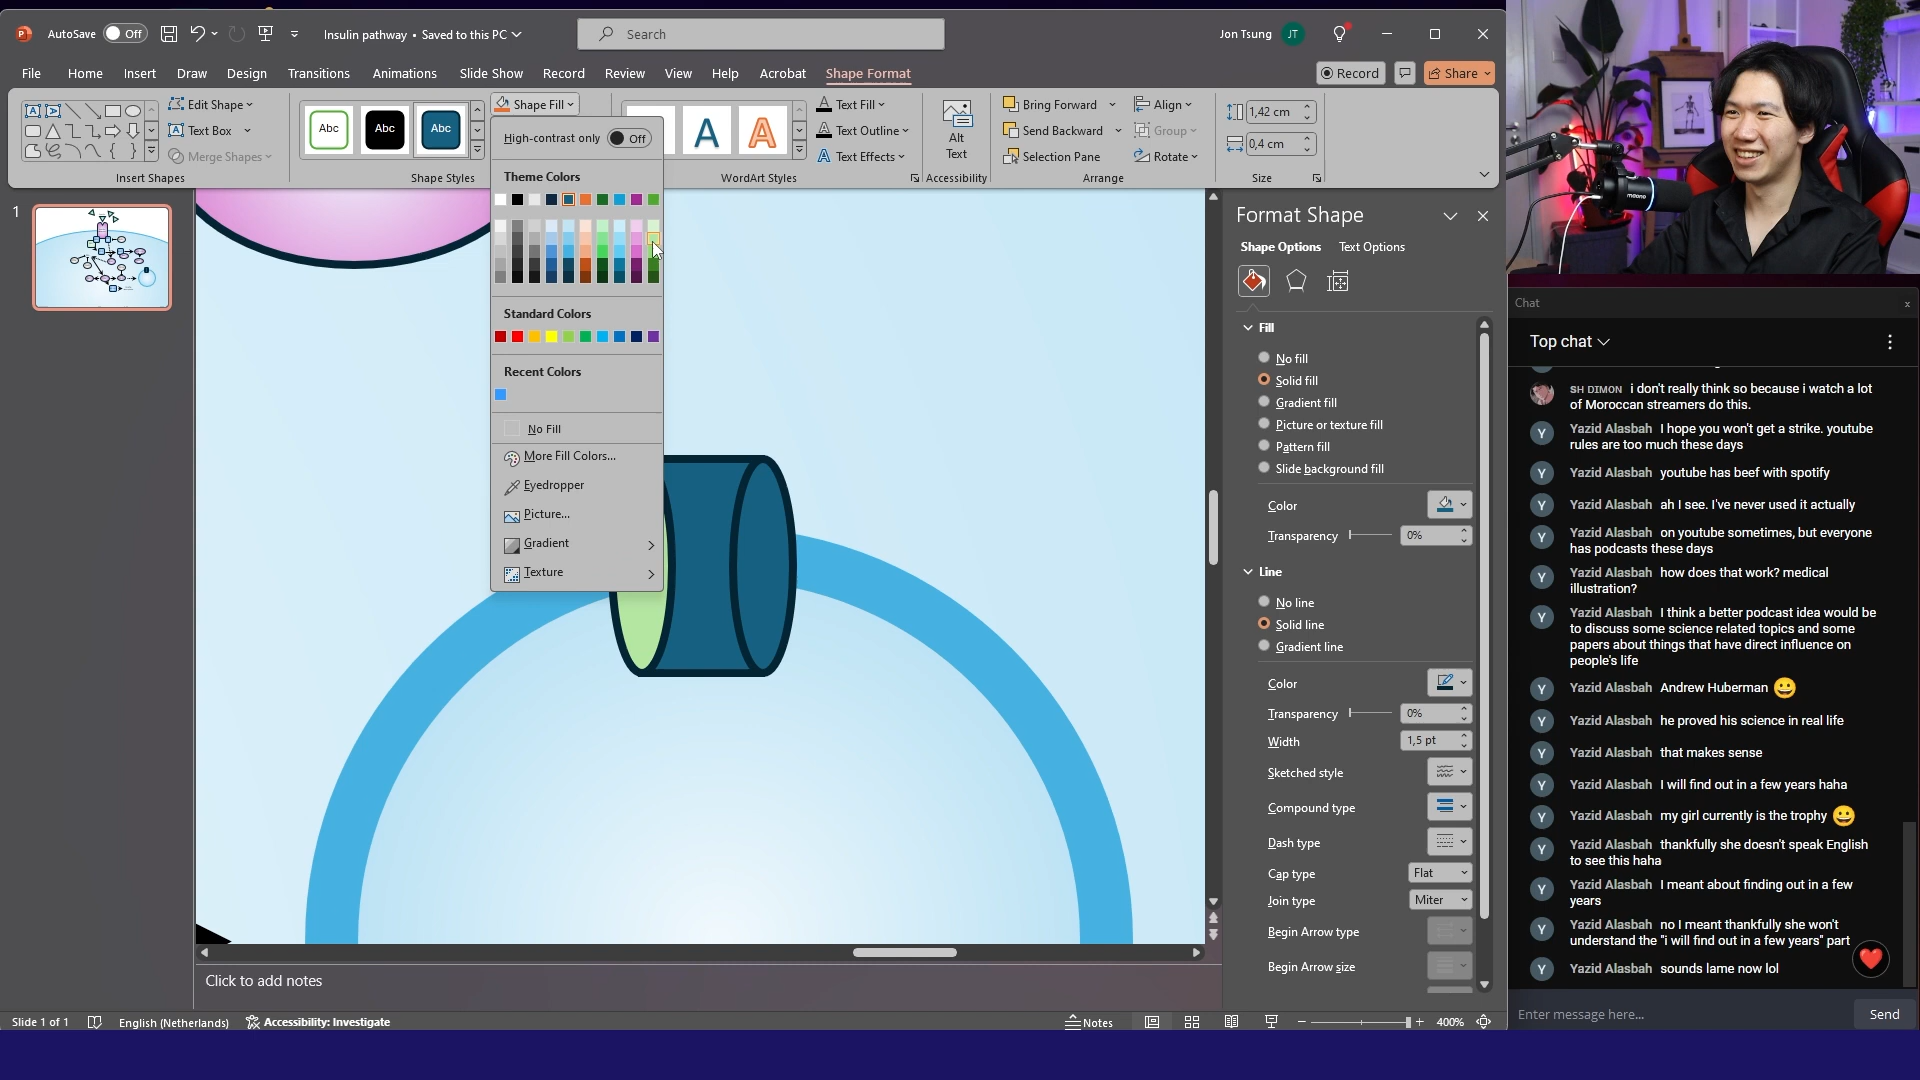 AutoSave Off
Insulin pathway • Saved to this PC
Search
Jon Tsung JT
File Home Insert Draw Design Transitions Animations Slide Show Record Review View Help Acrobat Shape Format
Record
Share
Edit Shape
Text Box
Merge Shapes
Insert Shapes
Abc Abc Abc
Shape Styles
Shape Fill
WordArt Styles
Text Fill
Text Outline
Text Effects
Alt
Text
Accessibility
Bring Forward
Send Backward
Selection Pane
Align
Group
Rotate
Arrange
1,42 cm
0,4 cm
Size
High-contrast only Off
Theme Colors
Standard Colors
Recent Colors
No Fill
More Fill Colors...
Eyedropper
Picture...
Gradient
Texture
1
Format Shape
Shape Options Text Options
Fill
No fill
Solid fill
Gradient fill
Picture or texture fill
Pattern fill
Slide background fill
Color
Transparency 0%
Line
No line
Solid line
Gradient line
Color
Transparency 0%
Width 1,5 pt
Sketched style
Compound type
Dash type
Cap type Flat
Join type Miter
Begin Arrow type
Begin Arrow size
Click to add notes
Slide 1 of 1
English (Netherlands)
Accessibility: Investigate
Notes
400%
Chat x
Top chat
SH DIMON i don't really think so because i watch a lot
of Moroccan streamers do this.
Yazid Alasbah I hope you won't get a strike. youtube
rules are too much these days
Yazid Alasbah youtube has beef with spotify
Yazid Alasbah ah I see. I've never used it actually
Yazid Alasbah on youtube sometimes, but everyone
has podcasts these days
Yazid Alasbah how does that work? medical
illustration?
Yazid Alasbah I think a better podcast idea would be
to discuss some science related topics and some
papers about things that have direct influence on
people's life
Yazid Alasbah Andrew Huberman 😀
Yazid Alasbah he proved his science in real life
Yazid Alasbah that makes sense
Yazid Alasbah I will find out in a few years haha
Yazid Alasbah my girl currently is the trophy 😀
Yazid Alasbah thankfully she doesn't speak English
to see this haha
Yazid Alasbah I meant about finding out in a few
years
Yazid Alasbah no I meant thankfully she won't
understand the "i will find out in a few years" part
Yazid Alasbah sounds lame now lol
Enter message here...
Send